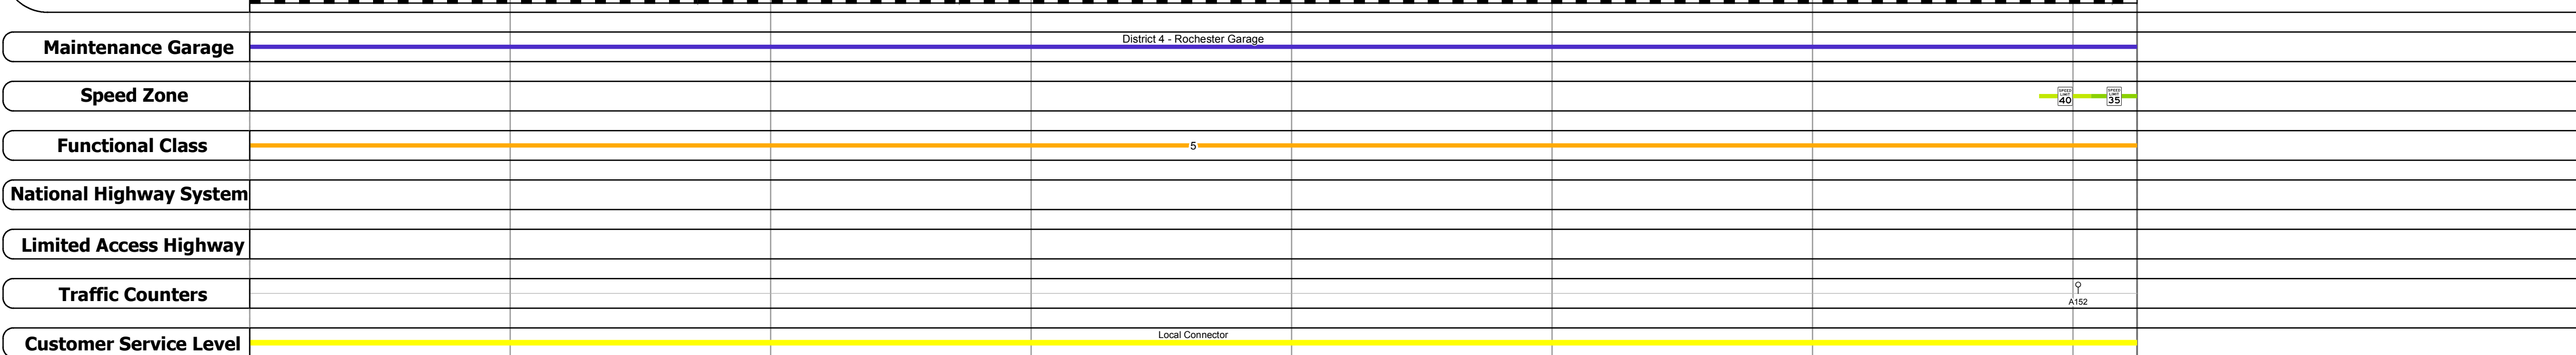 Maintenance Garage
District 4 - Rochester Garage
Speed Zone
SPEED LIMIT 40
SPEED LIMIT 35
Functional Class
5
National Highway System
Limited Access Highway
Traffic Counters
A152
Customer Service Level
Local Connector